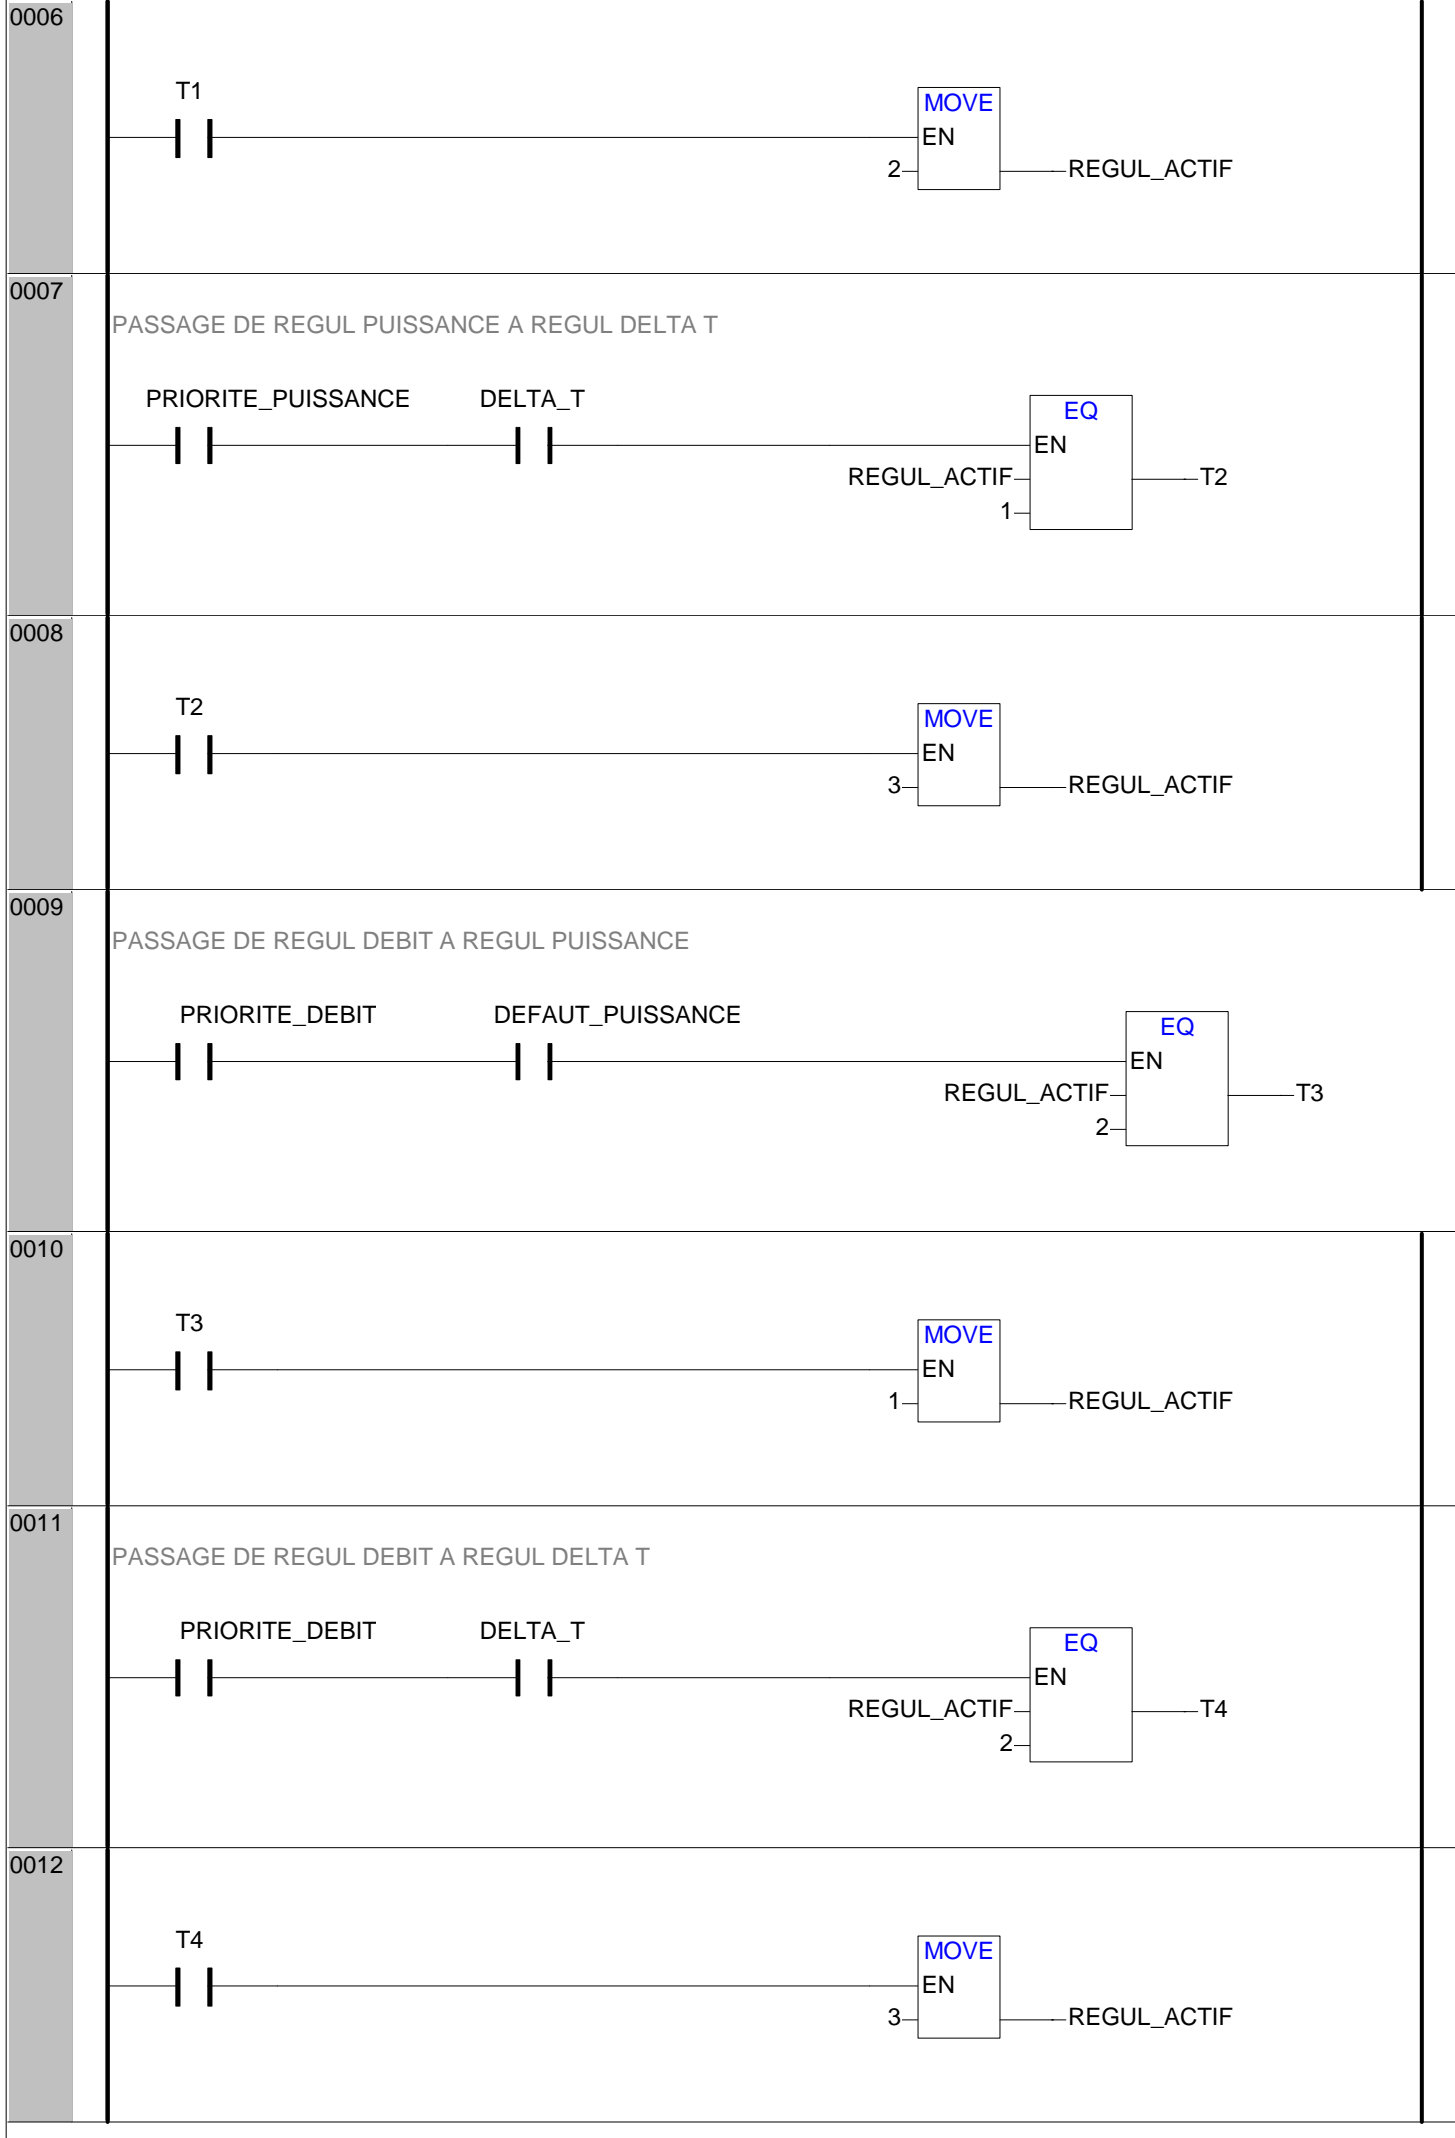 0006
T1
MOVE
EN
2
REGUL_ACTIF
0007
PASSAGE DE REGUL PUISSANCE A REGUL DELTA T
PRIORITE_PUISSANCE DELTA_T
EQ
EN
REGUL_ACTIF T2
1
0008
T2
MOVE
EN
3 REGUL_ACTIF
0009
PASSAGE DE REGUL DEBIT A REGUL PUISSANCE
PRIORITE_DEBIT DEFAUT_PUISSANCE
EQ
EN
REGUL_ACTIF T3
2
0010
T3
MOVE
EN
1 REGUL_ACTIF
0011
PASSAGE DE REGUL DEBIT A REGUL DELTA T
PRIORITE_DEBIT DELTA_T
EQ
EN
REGUL_ACTIF T4
2
0012
T4
MOVE
EN
3 REGUL_ACTIF